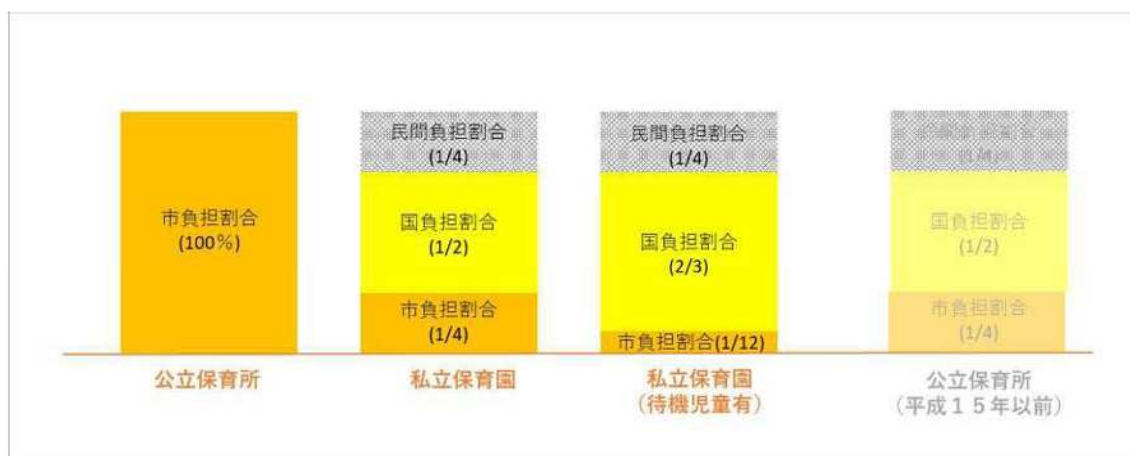 市負担割合
(100%)
公立保育所
民間負担割合
(1/4)
国負担割合
(1/2)
市負担割合
(1/4)
私立保育園
民間負担割合
(1/4)
国負担割合
(2/3)
市負担割合(1/12)
私立保育園
(待機児童有)
(1/4)
国負担割合
(1/2)
市負担割合
(1/4)
公立保育所
(平成15年以前)